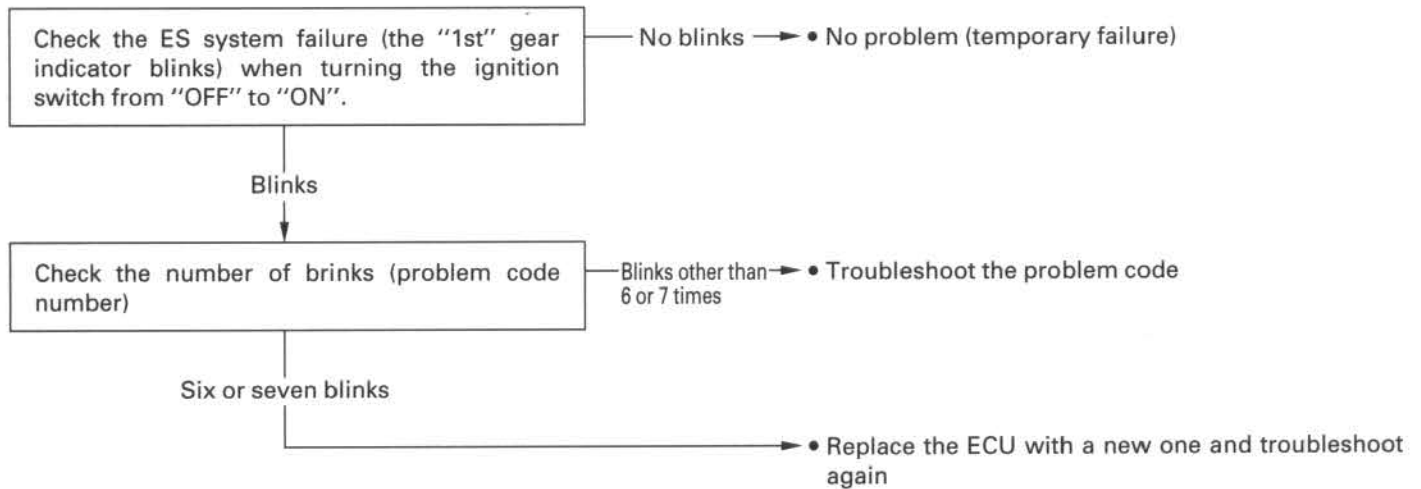 Check the ES system failure (the "1st" gear
indicator blinks) when turning the ignition
switch from "OFF" to "ON".
No blinks
• No problem (temporary failure)
Blinks
Check the number of brinks (problem code
number)
Blinks other than
6 or 7 times
• Troubleshoot the problem code
Six or seven blinks
• Replace the ECU with a new one and troubleshoot
again